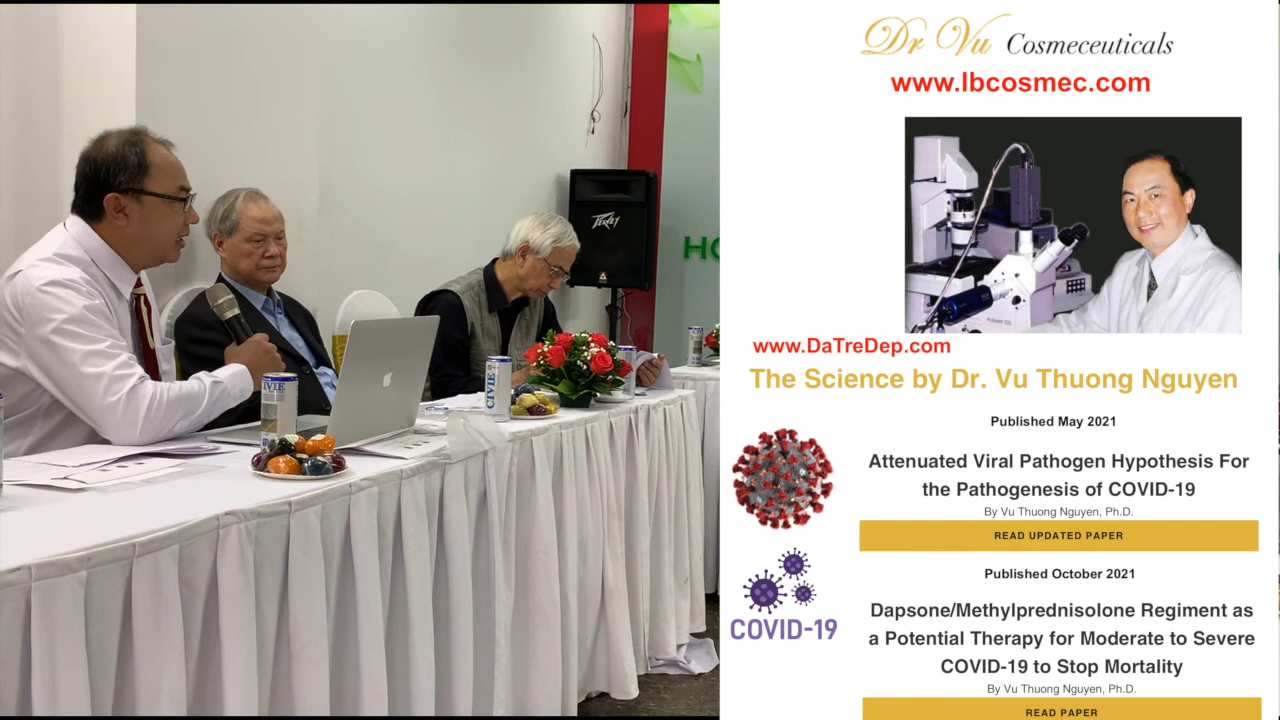 PEAVEY
HO
CIVIE
CIVIE
Dr Vu Cosmeceuticals
www.lbcosmec.com
www.DaTreDep.com
The Science by Dr. Vu Thuong Nguyen
Published May 2021
Attenuated Viral Pathogen Hypothesis For
the Pathogenesis of COVID-19
By Vu Thuong Nguyen, Ph.D.
READ UPDATED PAPER
Published October 2021
COVID-19
Dapsone/Methylprednisolone Regiment as
a Potential Therapy for Moderate to Severe
COVID-19 to Stop Mortality
By Vu Thuong Nguyen, Ph.D.
READ PAPER